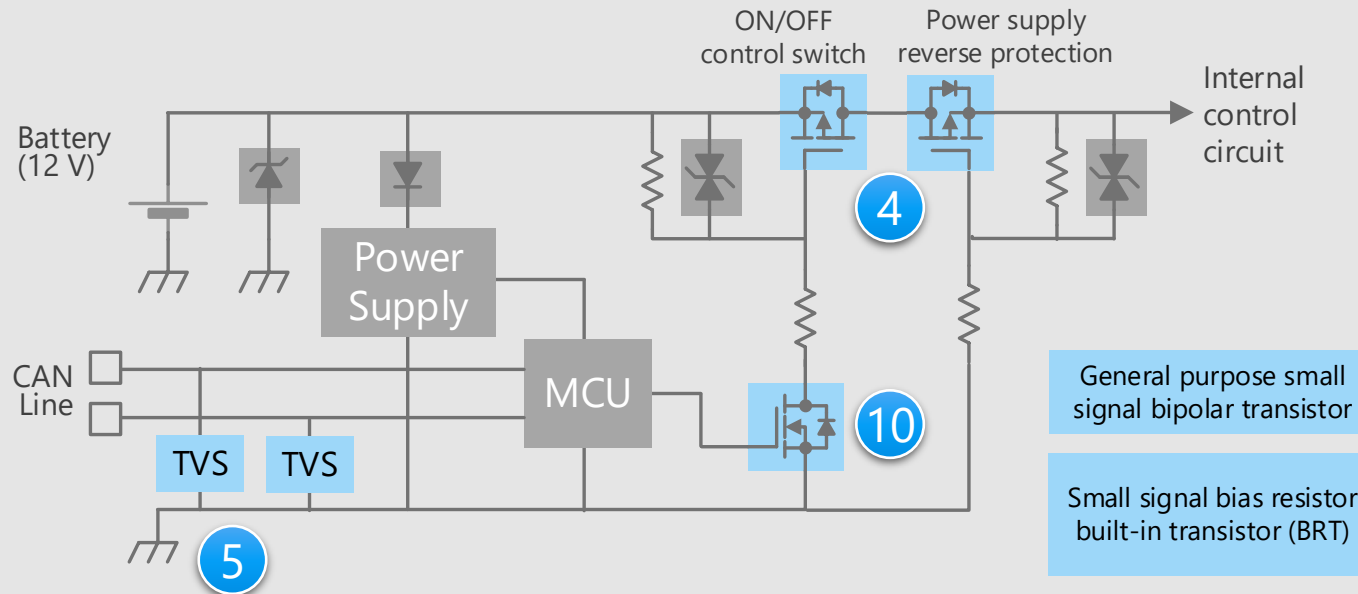 ON/OFF
control switch
Power supply
reverse protection
Internal
control
circuit
Battery
(12 V)
4
Power
Supply
CAN
Line
MCU
10
General purpose small
signal bipolar transistor
TVS
TVS
Small signal bias resistor
built-in transistor (BRT)
5